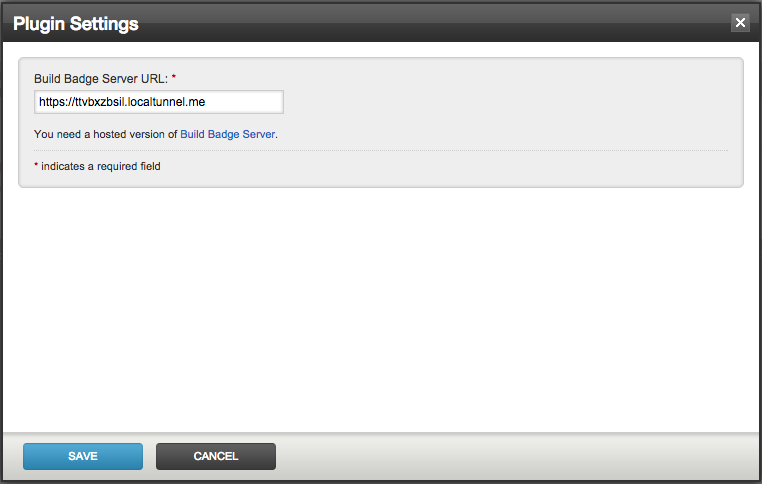 Plugin Settings
Build Badge Server URL: *
https://ttvbxzbsil.localtunnel.me
You need a hosted version of Build Badge Server.
* indicates a required field
SAVE
CANCEL